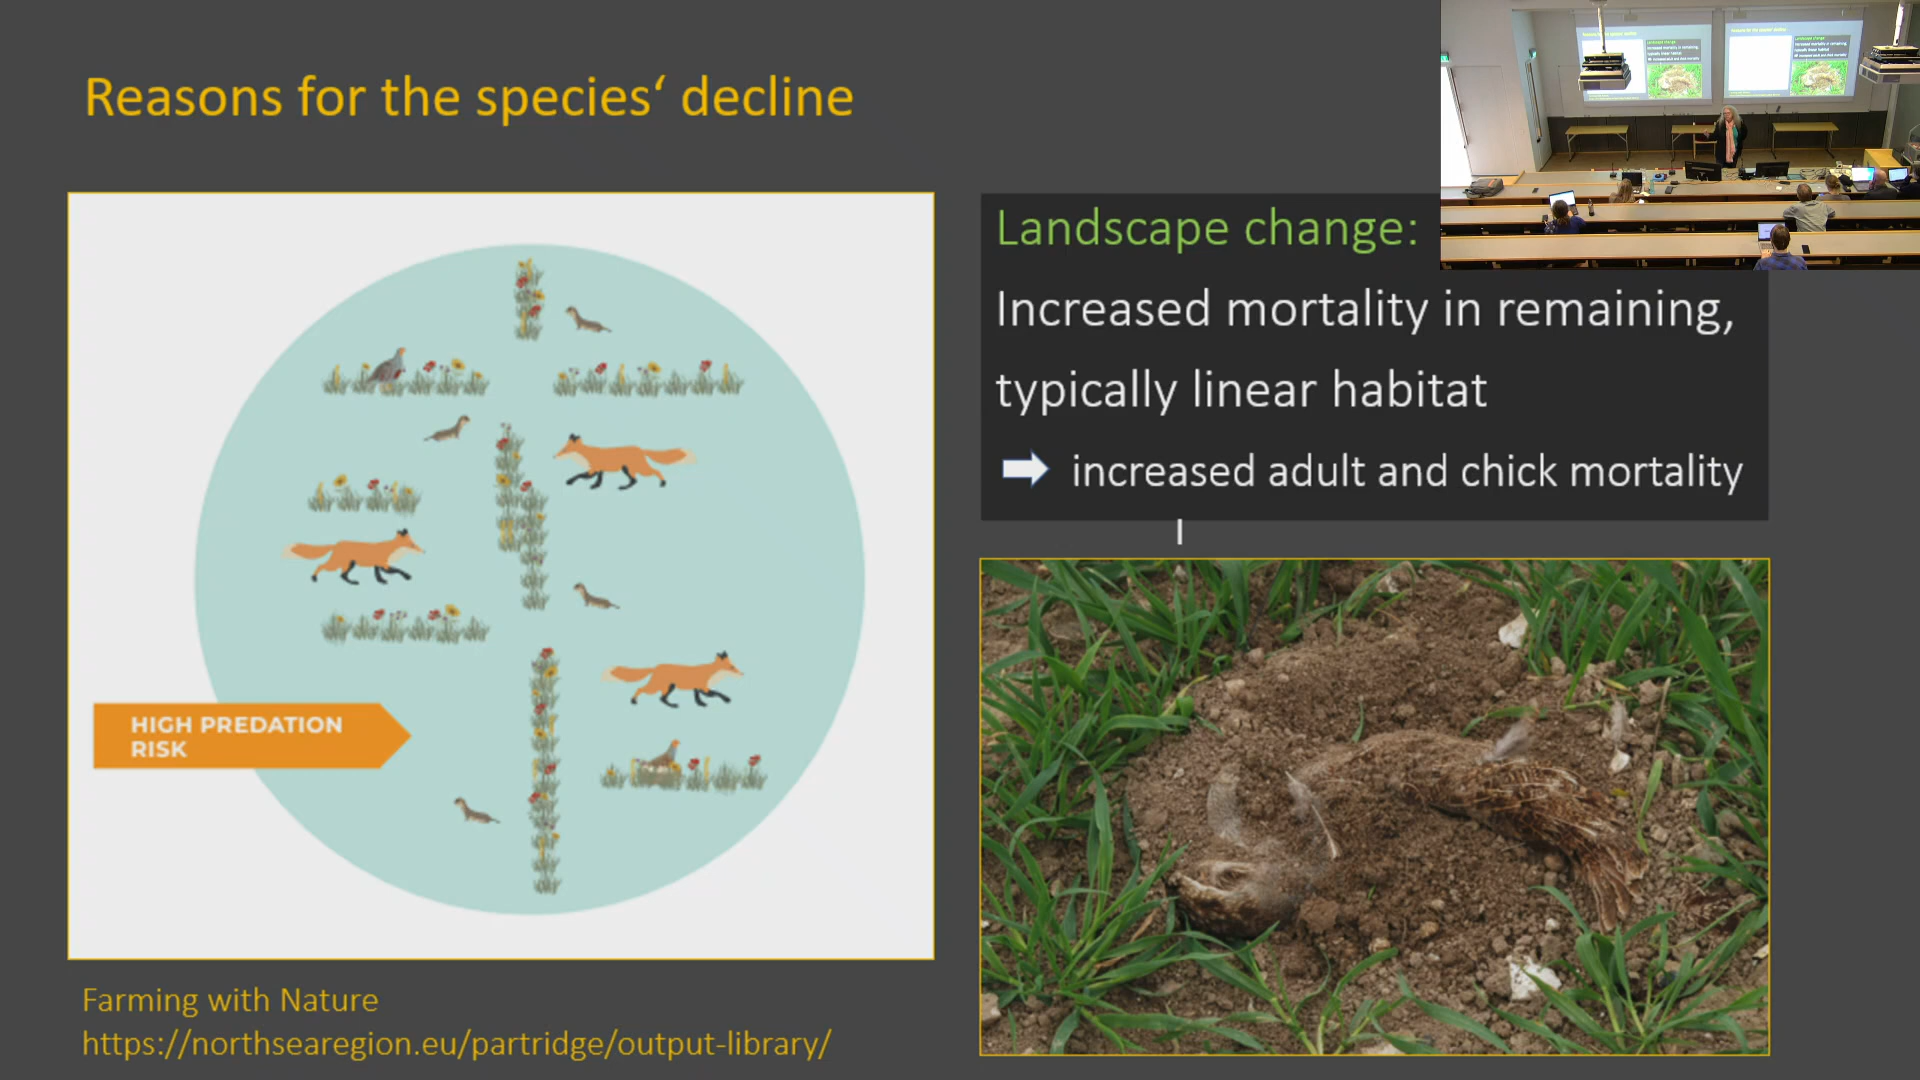 Reasons for the species‘ decline
Landscape change:
Increased mortality in remaining,
typically linear habitat
increased adult and chick mortality
HIGH PREDATION
RISK
Farming with Nature
https://northsearegion.eu/partridge/output-library/